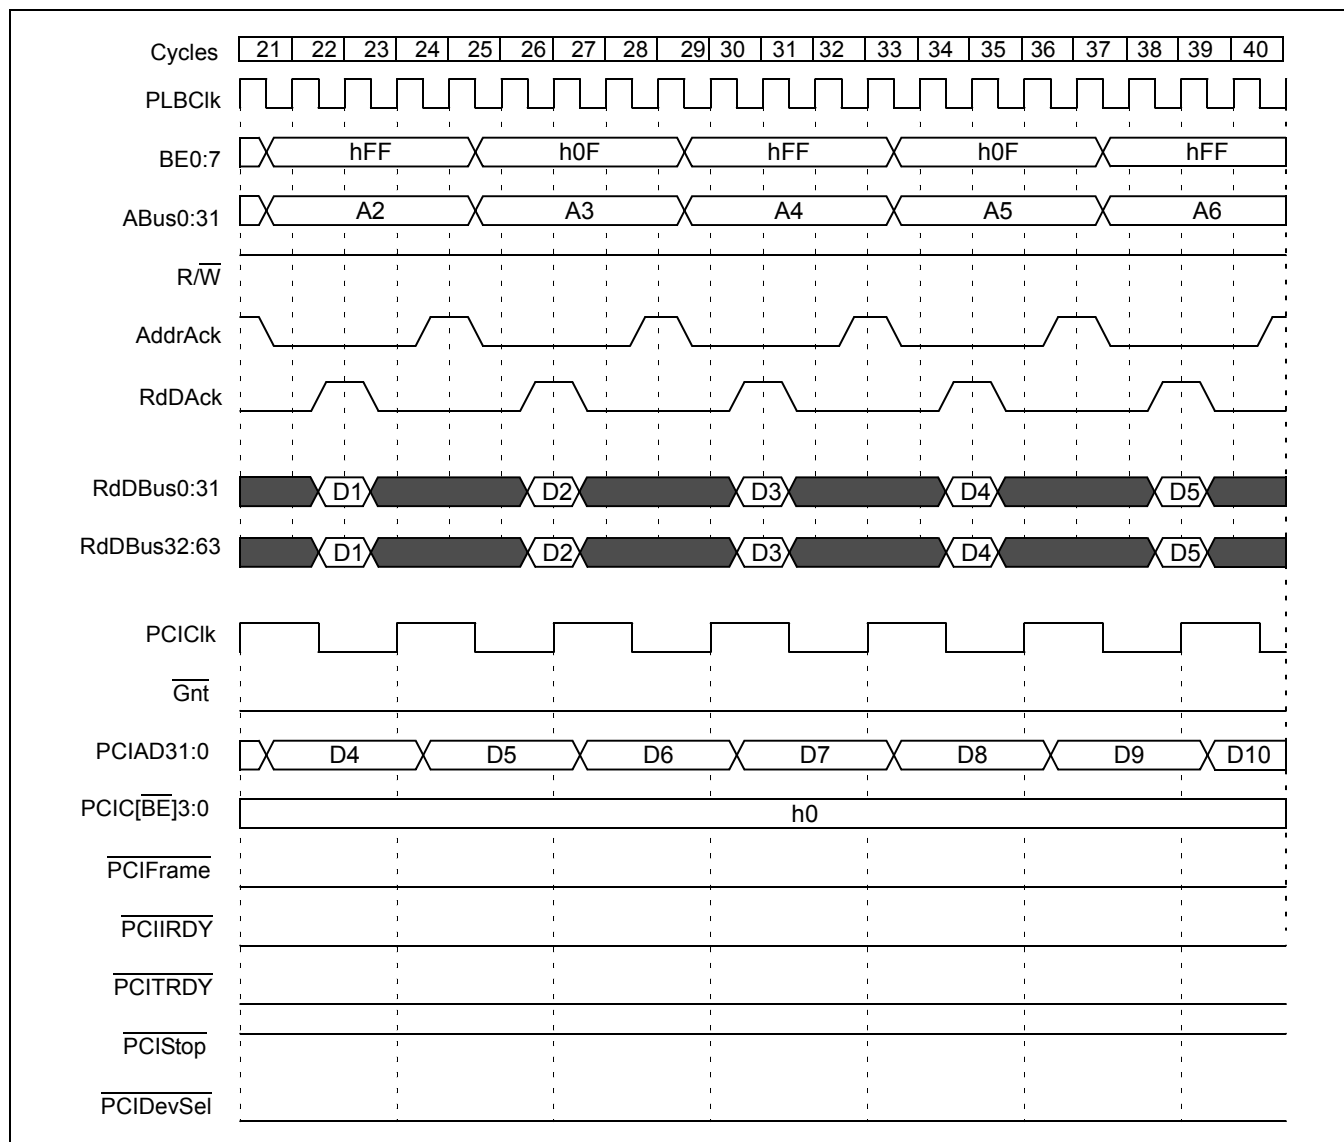 Cycles 21 22 23 24 25 26 27 28 29 30 31 32 33 34 35 36 37 38 39 40
PLBClk
BE0:7 hFF h0F hFF h0F hFF
ABus0:31 A2 A3 A4 A5 A6
R/W
AddrAck
RdDAck
RdDBus0:31 D1 D2 D3 D4 D5
RdDBus32:63 D1 D2 D3 D4 D5
PCIClk
Gnt
PCIAD31:0 D4 D5 D6 D7 D8 D9 D10
PCIC[BE]3:0 h0
PCIFrame
PCIIRDY
PCITRDY
PCIStop
PCIDevSel